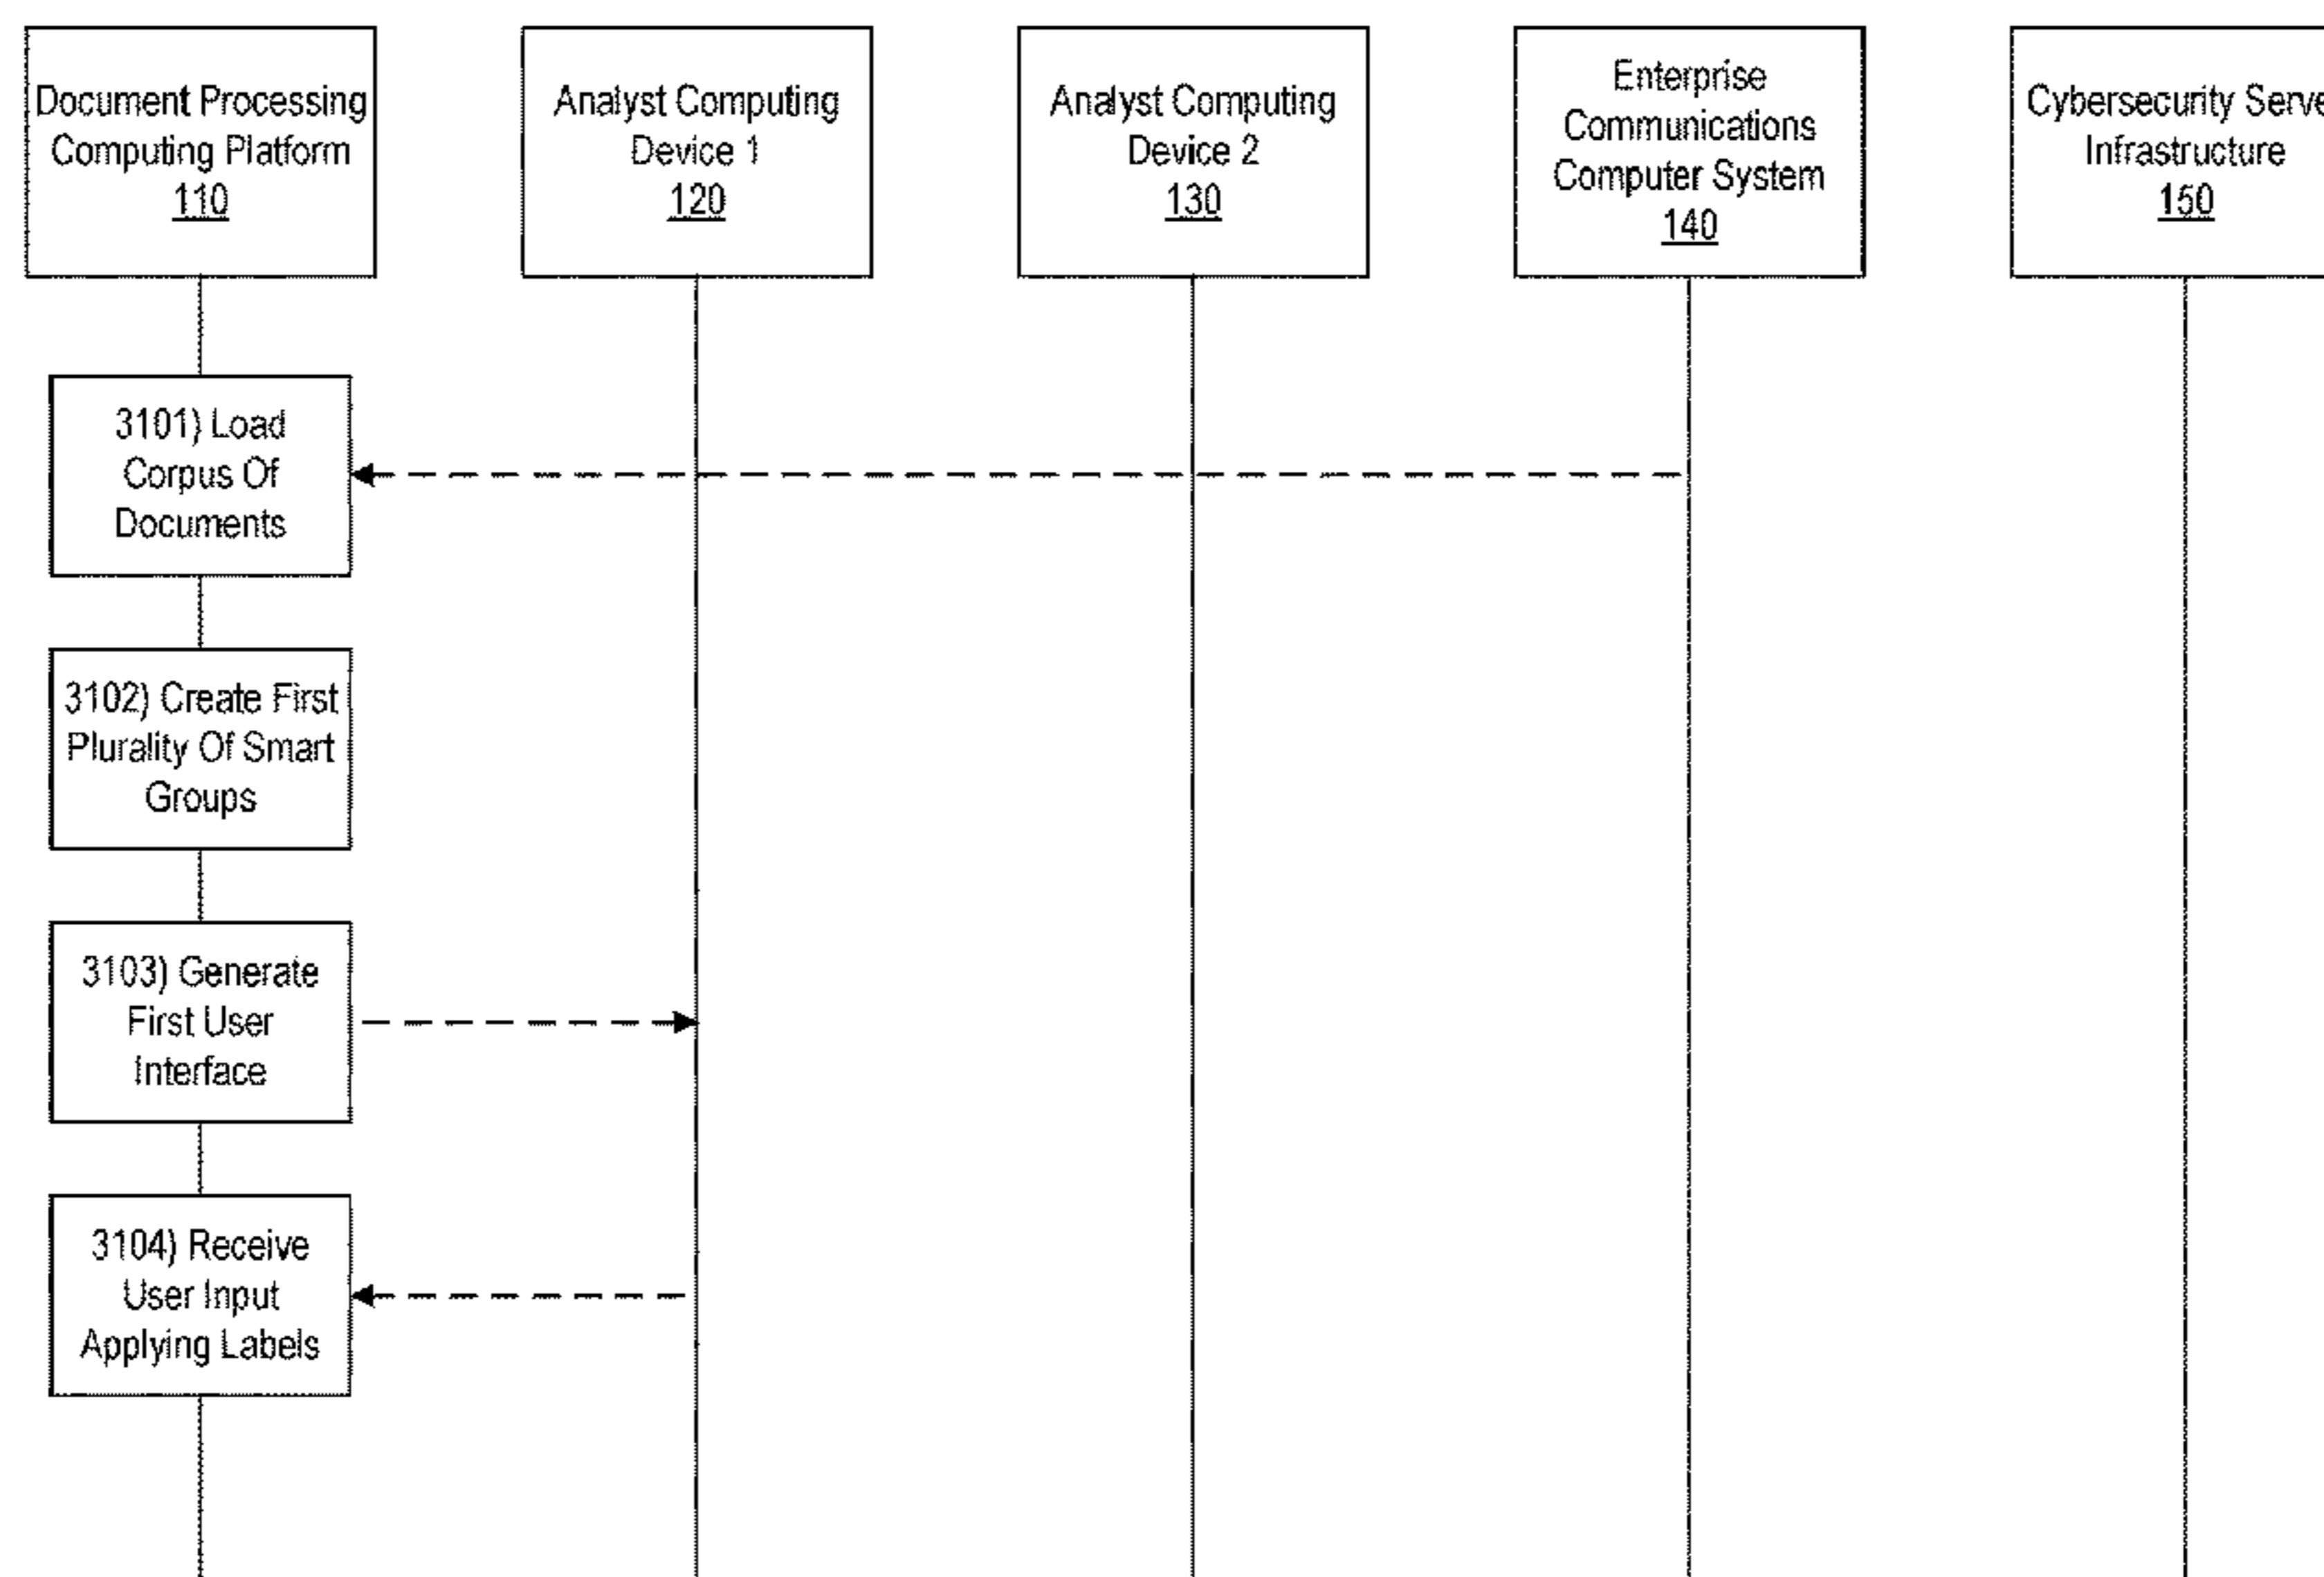 Document Processing
Computing Platform
110
Analyst Computing
Device 1
120
Analyst Computing
Device 2
130
Enterprise
Communications
Computer System
140
Cybersecurity
Infrastructure
150
3101) Load
Corpus Of
Documents
3102) Create First
Plurality Of Smart
Groups
3103) Generate
First User
Interface
3104) Receive
User Input
Applying Labels